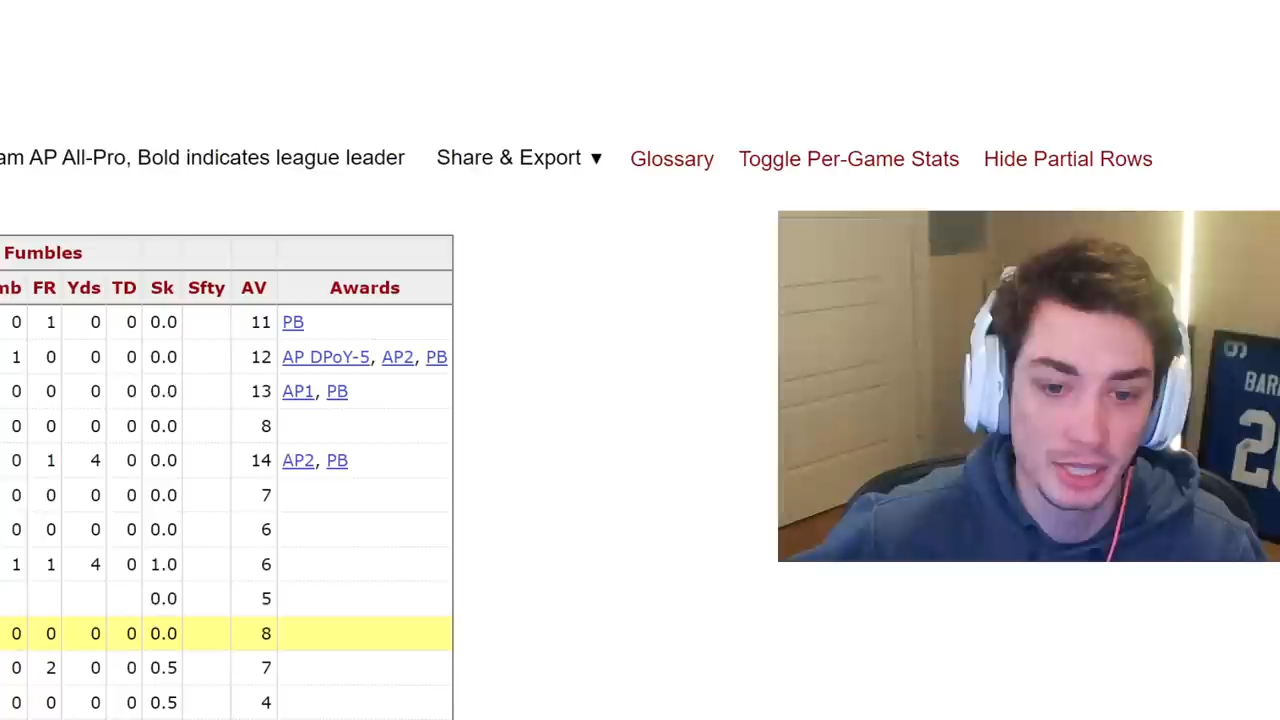 am AP All-Pro, Bold indicates league leader Share & Export ▼ Glossary Toggle Per-Game Stats Hide Partial Rows
Fumbles
mb FR Yds TD Sk Sfty AV Awards
0 1 0 0 0.0 11 PB
1 0 0 0 0.0 12 AP DPoY-5, AP2, PB
0 0 0 0 0.0 13 AP1, PB
0 0 0 0 0.0 8
0 1 4 0 0.0 14 AP2, PB
0 0 0 0 0.0 7
0 0 0 0 0.0 6
1 1 4 0 1.0 6
0.0 5
0 0 0 0 0.0 8
0 2 0 0 0.5 7
0 0 0 0 0.5 4
BAR
2